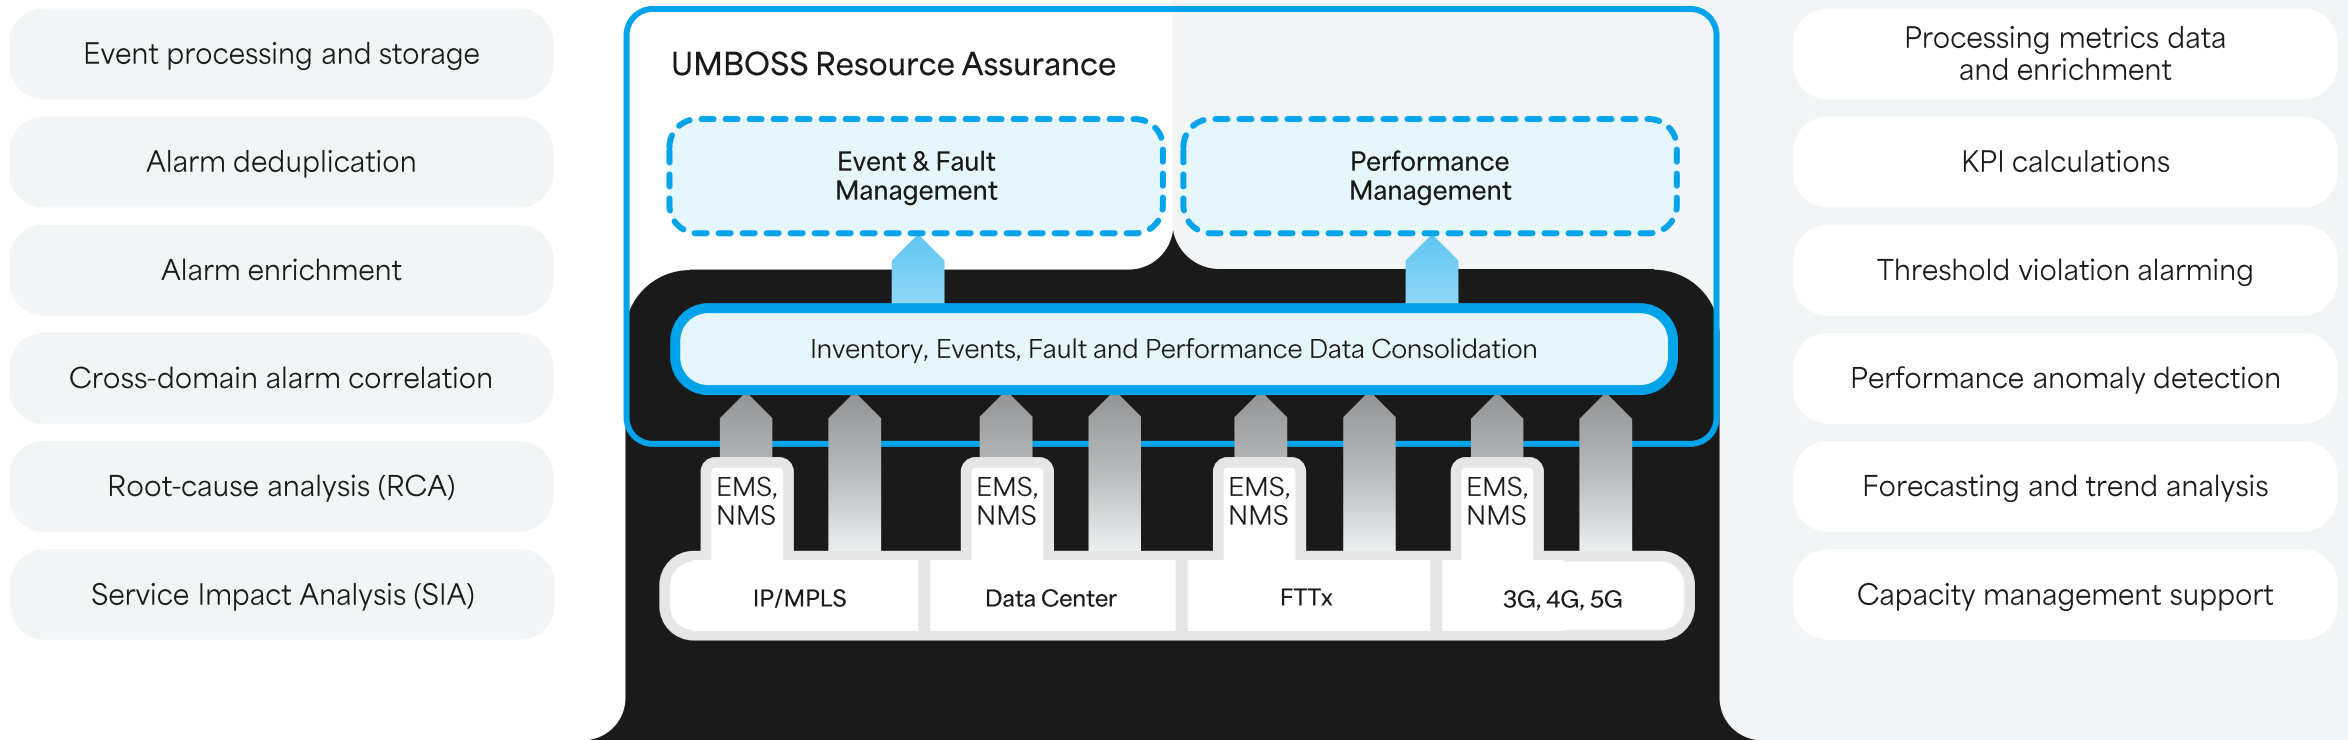 Event processing and storage
Alarm deduplication
Alarm enrichment
Cross-domain alarm correlation
Root-cause analysis (RCA)
Service Impact Analysis (SIA)
UMBOSS Resource Assurance
Event & Fault
Management
Performance
Management
Inventory, Events, Fault and Performance Data Consolidation
EMS,
NMS
EMS,
NMS
EMS,
NMS
EMS,
NMS
IP/MPLS
Data Center
FTTx
3G, 4G, 5G
Processing metrics data
and enrichment
KPI calculations
Threshold violation alarming
Performance anomaly detection
Forecasting and trend analysis
Capacity management support